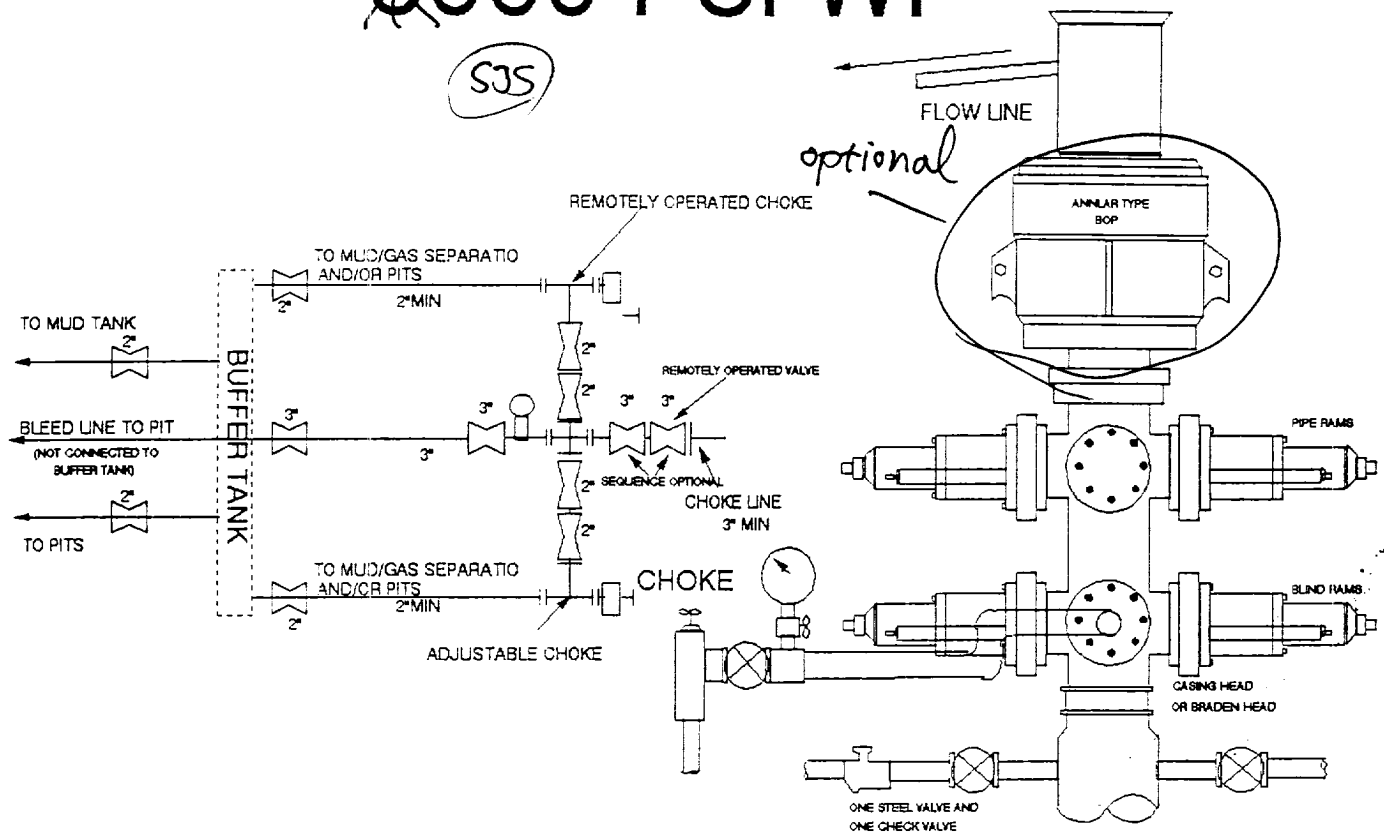 PSI WP
SJS
FLOW LINE
optional
ANNLAR TYPE
BOP
REMOTELY OPERATED CHOKE
TO MUD/GAS SEPARATIO
AND/OR PITS
2" MIN
2"
TO MUD TANK
2"
2"
2"
REMOTELY OPERATED VALVE
BUFFER TANK
3"
3"
3"
3"
BLEED LINE TO PIT
(NOT CONNECTED TO
BUFFER TANK)
3"
PIPE RAMS
SEQUENCE OPTIONAL
2"
CHOKE LINE
3" MIN
2"
2"
TO PITS
TO MUD/GAS SEPARATIO
AND/OR PITS
2" MIN
2"
CHOKE
BLIND RAMS
ADJUSTABLE CHOKE
CASING HEAD
OR BRADEN HEAD
ONE STEEL VALVE AND
ONE CHECK VALVE